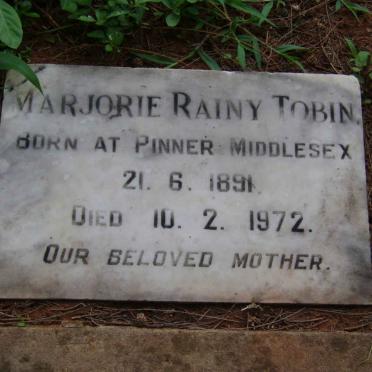 MARJORIE RAINY TOBIN.
BORN AT PINNER MIDDLESEX
21. 6. 1891.
DIED 10. 2. 1972.
OUR BELOVED MOTHER.